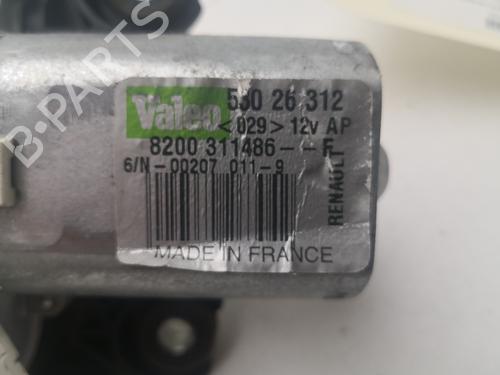 Valeo 530 26 312
<029> 12v AP
8200 311486--F
6/N-00207 011-9
RENAULT
MADE IN FRANCE
B-PARTS